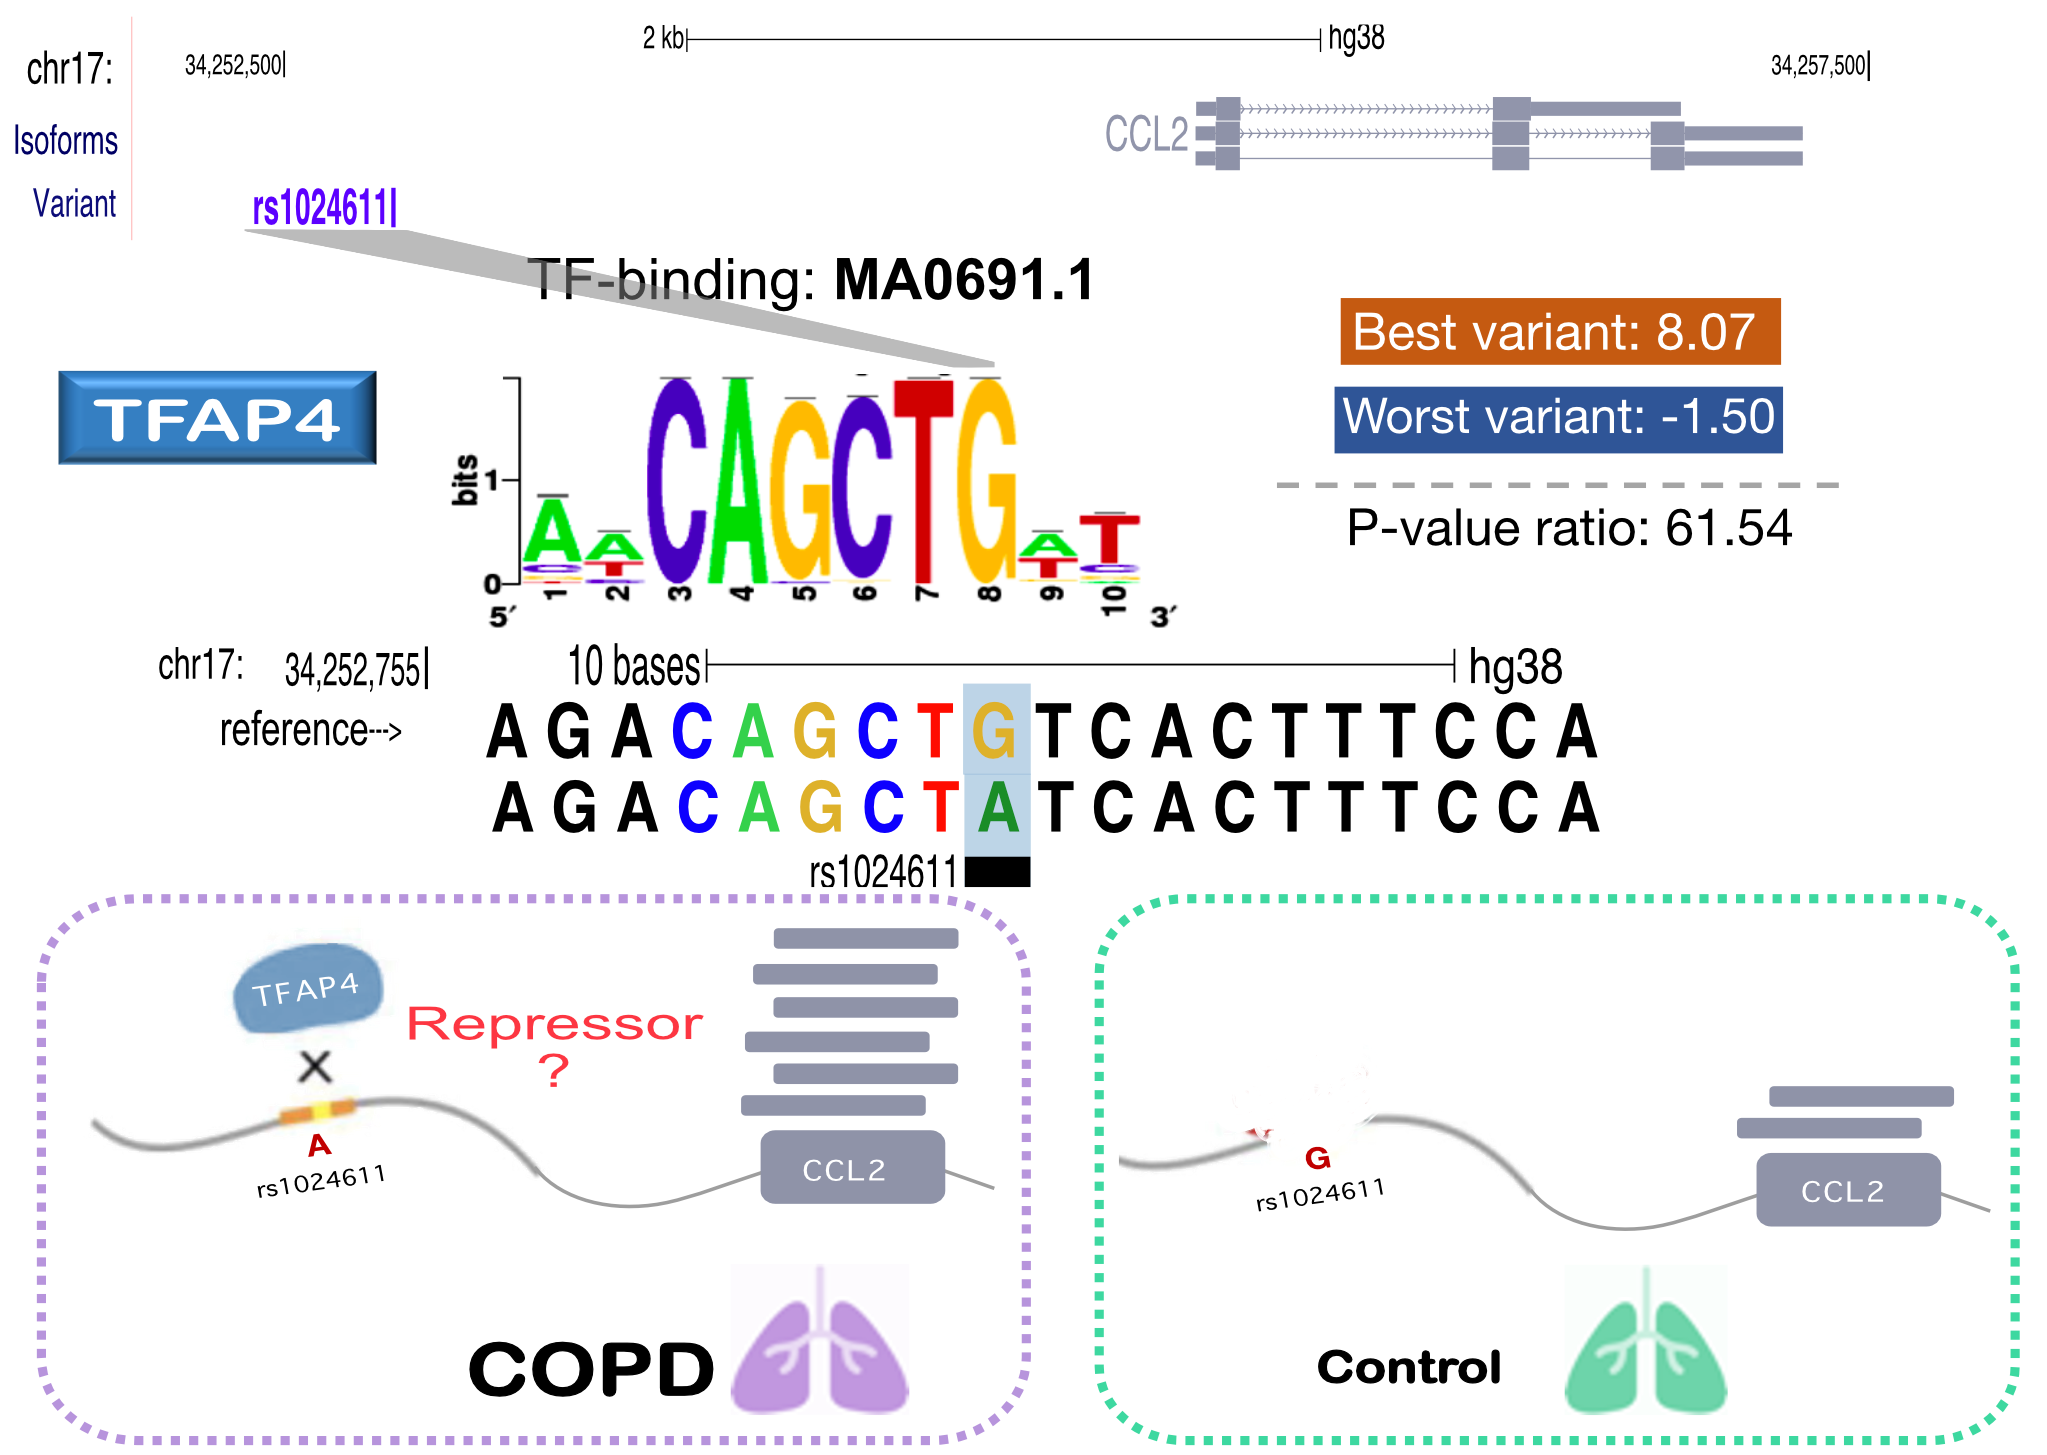 2 kb hg38
chr17: 34,252,500 34,257,500
CCL2
Isoforms
Variant rs1024611
TF-binding: MA0691.1
Best variant: 8.07
Worst variant: -1.50
P-value ratio: 61.54
TFAP4
bits
1
0
A A C A G C T G A T
T T
1 2 3 4 5 6 7 8 9 10
5′ 3′
chr17: 34,252,755 10 bases hg38
reference--->
A G A C A G C T G T C A C T T T C C A
A G A C A G C T A T C A C T T T C C A
rs1024611
TFAP4
Repressor
?
X
A
rs1024611
CCL2
COPD
G
rs1024611
CCL2
Control